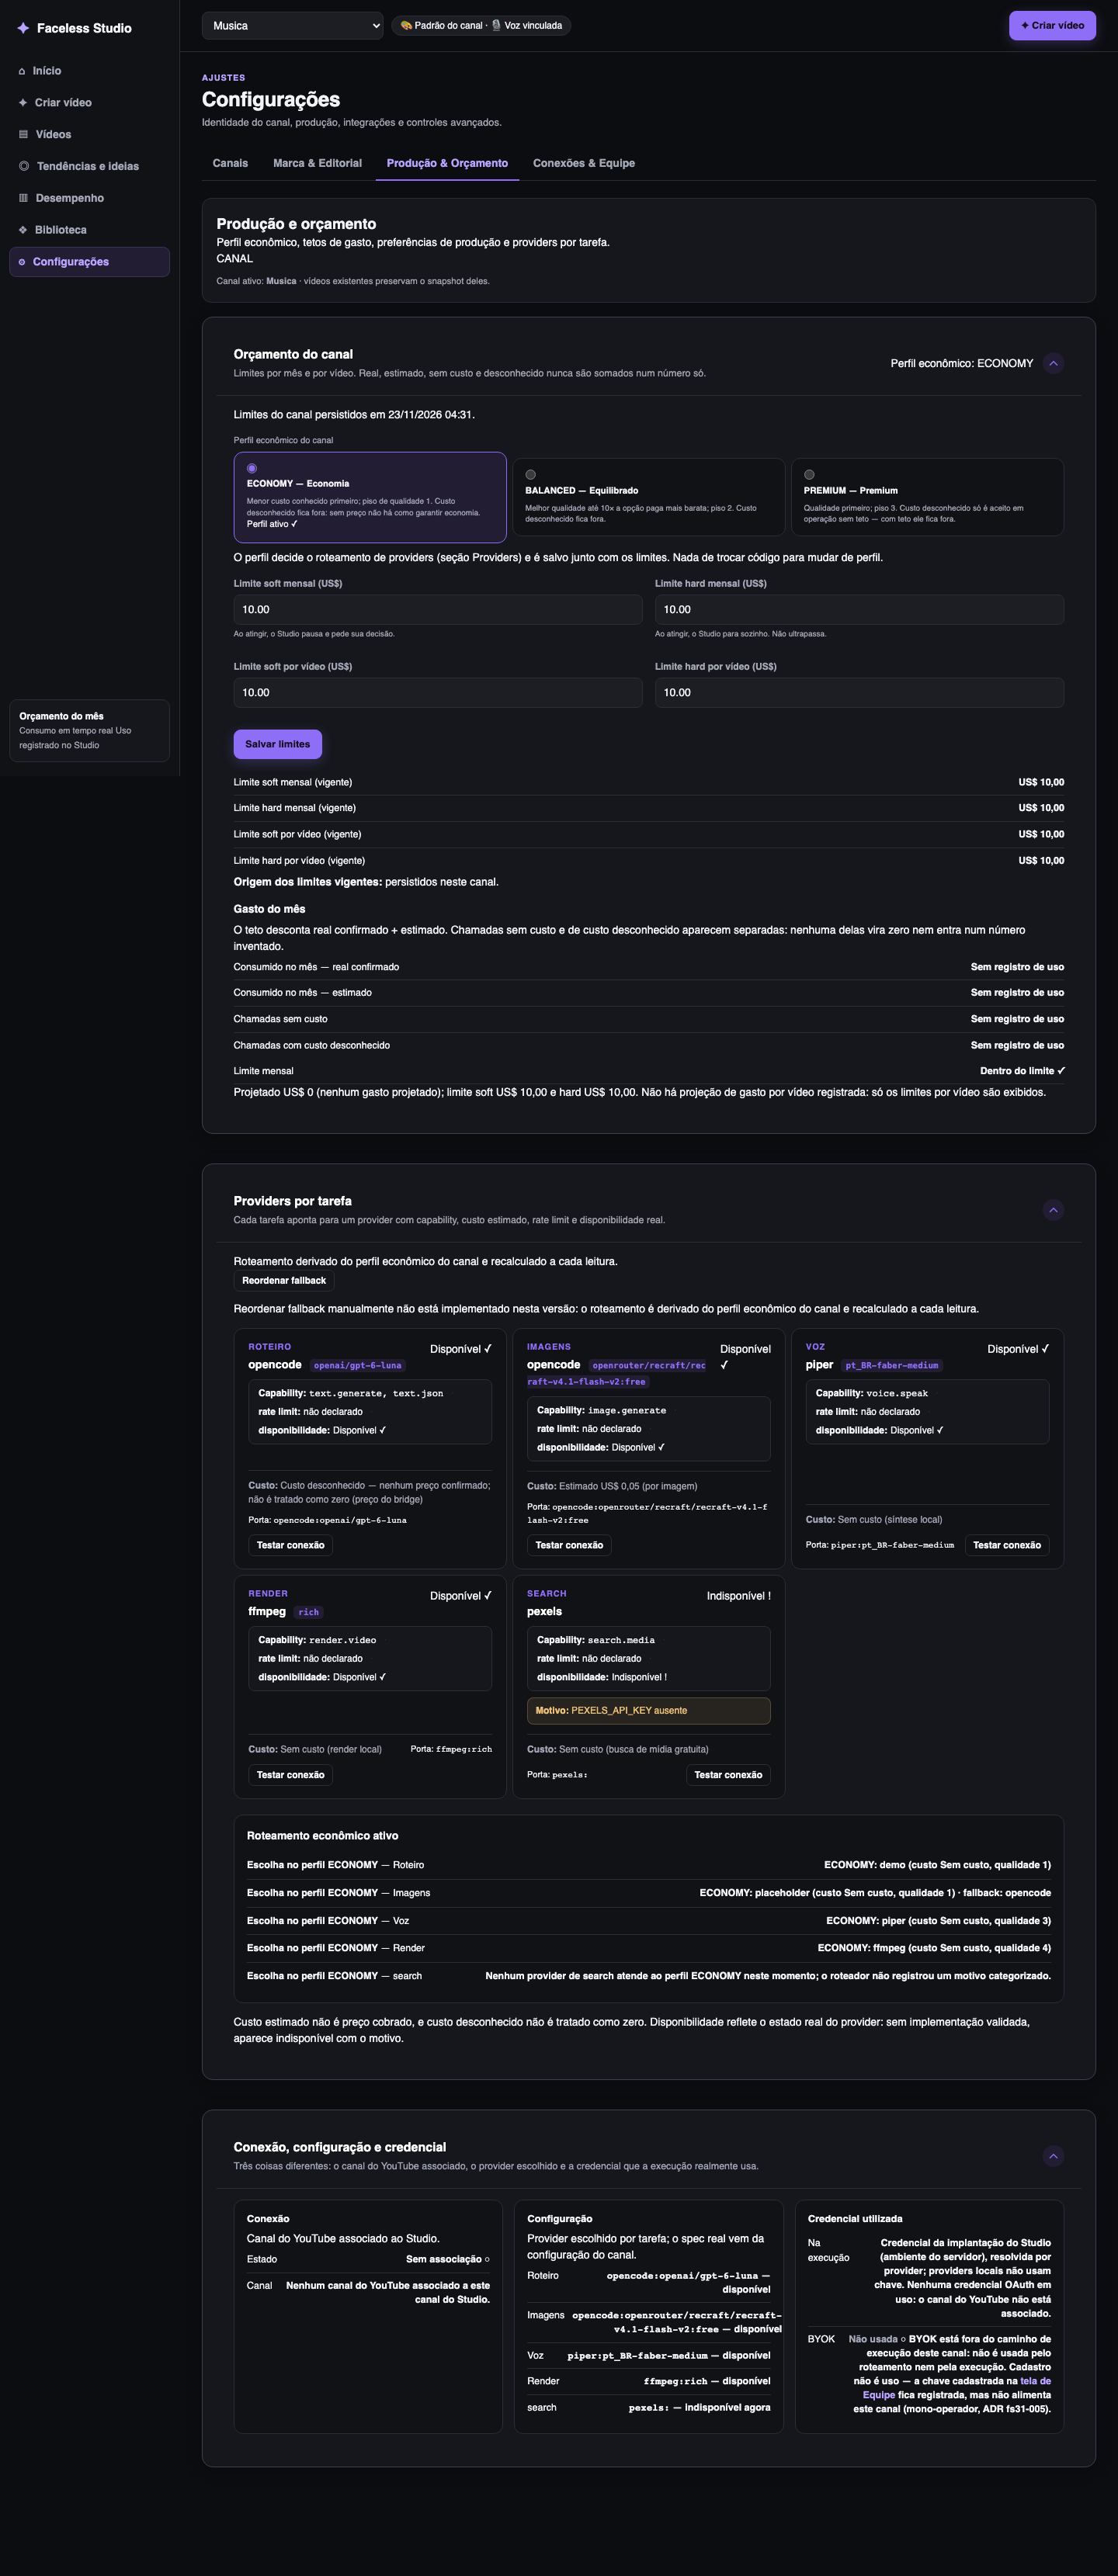 Faceless Studio
Início
Criar vídeo
Vídeos
Tendências e ideias
Desempenho
Biblioteca
Configurações
Orçamento do mês
Consumo em tempo real Uso
registrado no Studio
Musica
Padrão do canal · Voz vinculada
Criar vídeo
AJUSTES
Configurações
Identidade do canal, produção, integrações e controles avançados.
Canais Marca & Editorial Produção & Orçamento Conexões & Equipe
Produção e orçamento
Perfil econômico, tetos de gasto, preferências de produção e providers por tarefa.
CANAL
Canal ativo: Musica · vídeos existentes preservam o snapshot deles.
Orçamento do canal
Limites por mês e por vídeo. Real, estimado, sem custo e desconhecido nunca são somados num número só.
Perfil econômico: ECONOMY
Limites do canal persistidos em 23/11/2026 04:31.
Perfil econômico do canal
ECONOMY — Economia
Menor custo conhecido primeiro; piso de qualidade 1. Custo
desconhecido fica fora: sem preço não há como garantir economia.
Perfil ativo ✓
BALANCED — Equilibrado
Melhor qualidade até 10× a opção paga mais barata; piso 2. Custo
desconhecido fica fora.
PREMIUM — Premium
Qualidade primeiro; piso 3. Custo desconhecido só é aceito em
operação sem teto — com teto ele fica fora.
O perfil decide o roteamento de providers (seção Providers) e é salvo junto com os limites. Nada de trocar código para mudar de perfil.
Limite soft mensal (US$)
10.00
Ao atingir, o Studio pausa e pede sua decisão.
Limite hard mensal (US$)
10.00
Ao atingir, o Studio para sozinho. Não ultrapassa.
Limite soft por vídeo (US$)
10.00
Limite hard por vídeo (US$)
10.00
Salvar limites
Limite soft mensal (vigente) US$ 10,00
Limite hard mensal (vigente) US$ 10,00
Limite soft por vídeo (vigente) US$ 10,00
Limite hard por vídeo (vigente) US$ 10,00
Origem dos limites vigentes: persistidos neste canal.
Gasto do mês
O teto desconta real confirmado + estimado. Chamadas sem custo e de custo desconhecido aparecem separadas: nenhuma delas vira zero nem entra num número
inventado.
Consumido no mês — real confirmado Sem registro de uso
Consumido no mês — estimado Sem registro de uso
Chamadas sem custo Sem registro de uso
Chamadas com custo desconhecido Sem registro de uso
Limite mensal Dentro do limite ✓
Projetado US$ 0 (nenhum gasto projetado); limite soft US$ 10,00 e hard US$ 10,00. Não há projeção de gasto por vídeo registrada: só os limites por vídeo são exibidos.
Providers por tarefa
Cada tarefa aponta para um provider com capability, custo estimado, rate limit e disponibilidade real.
Roteamento derivado do perfil econômico do canal e recalculado a cada leitura.
Reordenar fallback
Reordenar fallback manualmente não está implementado nesta versão: o roteamento é derivado do perfil econômico do canal e recalculado a cada leitura.
ROTEIRO
opencode openai/gpt-6-luna
Disponível ✓
Capability: text.generate, text.json
rate limit: não declarado
disponibilidade: Disponível ✓
Custo: Custo desconhecido — nenhum preço confirmado;
não é tratado como zero (preço do bridge)
Porta: opencode:openai/gpt-6-luna
Testar conexão
IMAGENS
opencode openrouter/recraft/rec
raft-v4.1-flash-v2:free
Disponível
✓
Capability: image.generate
rate limit: não declarado
disponibilidade: Disponível ✓
Custo: Estimado US$ 0,05 (por imagem)
Porta: opencode:openrouter/recraft/recraft-v4.1-f
lash-v2:free
Testar conexão
VOZ
piper pt_BR-faber-medium
Disponível ✓
Capability: voice.speak
rate limit: não declarado
disponibilidade: Disponível ✓
Custo: Sem custo (síntese local)
Porta: piper:pt_BR-faber-medium
Testar conexão
RENDER
ffmpeg rich
Disponível ✓
Capability: render.video
rate limit: não declarado
disponibilidade: Disponível ✓
Custo: Sem custo (render local)
Porta: ffmpeg:rich
Testar conexão
SEARCH
pexels
Indisponível !
Capability: search.media
rate limit: não declarado
disponibilidade: Indisponível !
Motivo: PEXELS_API_KEY ausente
Custo: Sem custo (busca de mídia gratuita)
Porta: pexels:
Testar conexão
Roteamento econômico ativo
Escolha no perfil ECONOMY — Roteiro ECONOMY: demo (custo Sem custo, qualidade 1)
Escolha no perfil ECONOMY — Imagens ECONOMY: placeholder (custo Sem custo, qualidade 1) · fallback: opencode
Escolha no perfil ECONOMY — Voz ECONOMY: piper (custo Sem custo, qualidade 3)
Escolha no perfil ECONOMY — Render ECONOMY: ffmpeg (custo Sem custo, qualidade 4)
Escolha no perfil ECONOMY — search Nenhum provider de search atende ao perfil ECONOMY neste momento; o roteador não registrou um motivo categorizado.
Custo estimado não é preço cobrado, e custo desconhecido não é tratado como zero. Disponibilidade reflete o estado real do provider: sem implementação validada,
aparece indisponível com o motivo.
Conexão, configuração e credencial
Três coisas diferentes: o canal do YouTube associado, o provider escolhido e a credencial que a execução realmente usa.
Conexão
Canal do YouTube associado ao Studio.
Estado Sem associação ○
Canal Nenhum canal do YouTube associado a este
canal do Studio.
Configuração
Provider escolhido por tarefa; o spec real vem da
configuração do canal.
Roteiro opencode:openai/gpt-6-luna —
disponível
Imagens opencode:openrouter/recraft/recraft-
v4.1-flash-v2:free — disponível
Voz piper:pt_BR-faber-medium — disponível
Render ffmpeg:rich — disponível
search pexels: — indisponível agora
Credencial utilizada
Na
execução
Credencial da implantação do Studio
(ambiente do servidor), resolvida por
provider; providers locais não usam
chave. Nenhuma credencial OAuth em
uso: o canal do YouTube não está
associado.
BYOK Não usada ○ BYOK está fora do caminho de
execução deste canal: não é usada pelo
roteamento nem pela execução. Cadastro
não é uso — a chave cadastrada na tela de
Equipe fica registrada, mas não alimenta
este canal (mono-operador, ADR fs31-005).